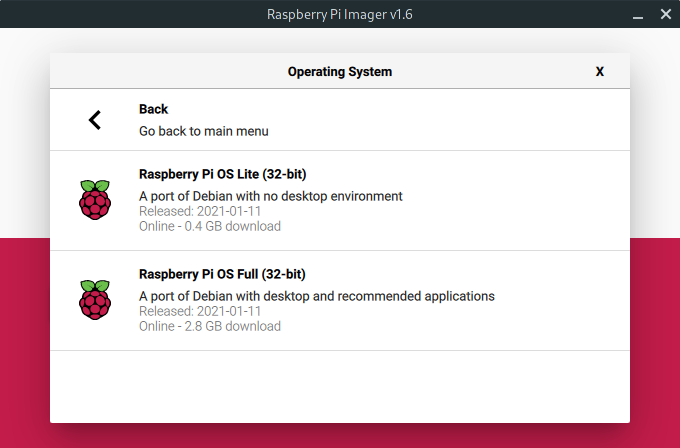 Raspberry Pi Imager v1.6
Operating System
X
Back
Go back to main menu
Raspberry Pi OS Lite (32-bit)
A port of Debian with no desktop environment
Released: 2021-01-11
Online - 0.4 GB download
Raspberry Pi OS Full (32-bit)
A port of Debian with desktop and recommended applications
Released: 2021-01-11
Online - 2.8 GB download